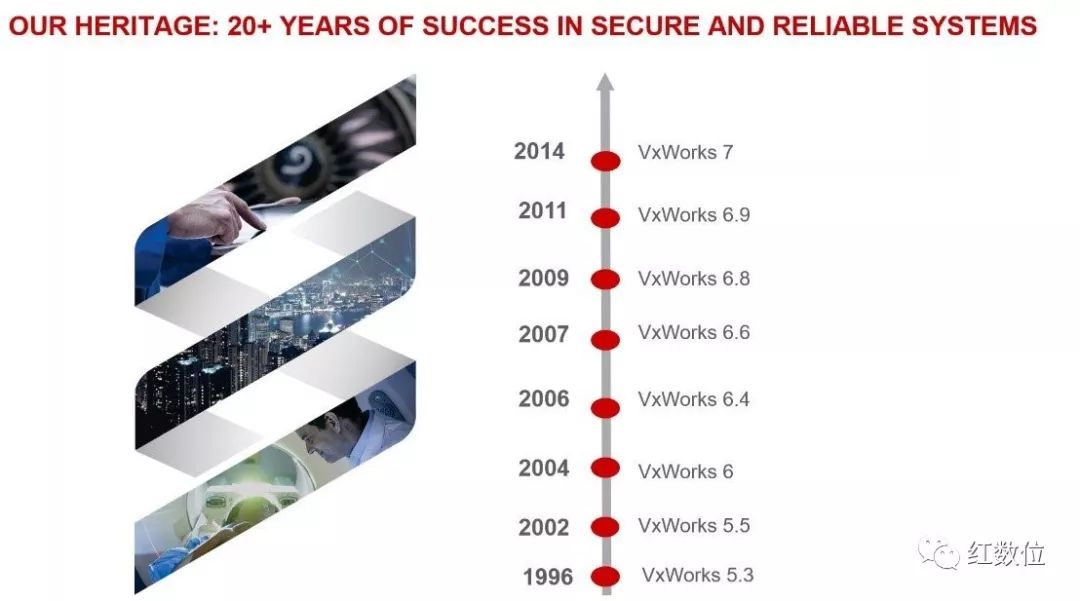 OUR HERITAGE: 20+ YEARS OF SUCCESS IN SECURE AND RELIABLE SYSTEMS
2014 VxWorks 7
2011 VxWorks 6.9
2009 VxWorks 6.8
2007 VxWorks 6.6
2006 VxWorks 6.4
2004 VxWorks 6
2002 VxWorks 5.5
1996 VxWorks 5.3
红数位